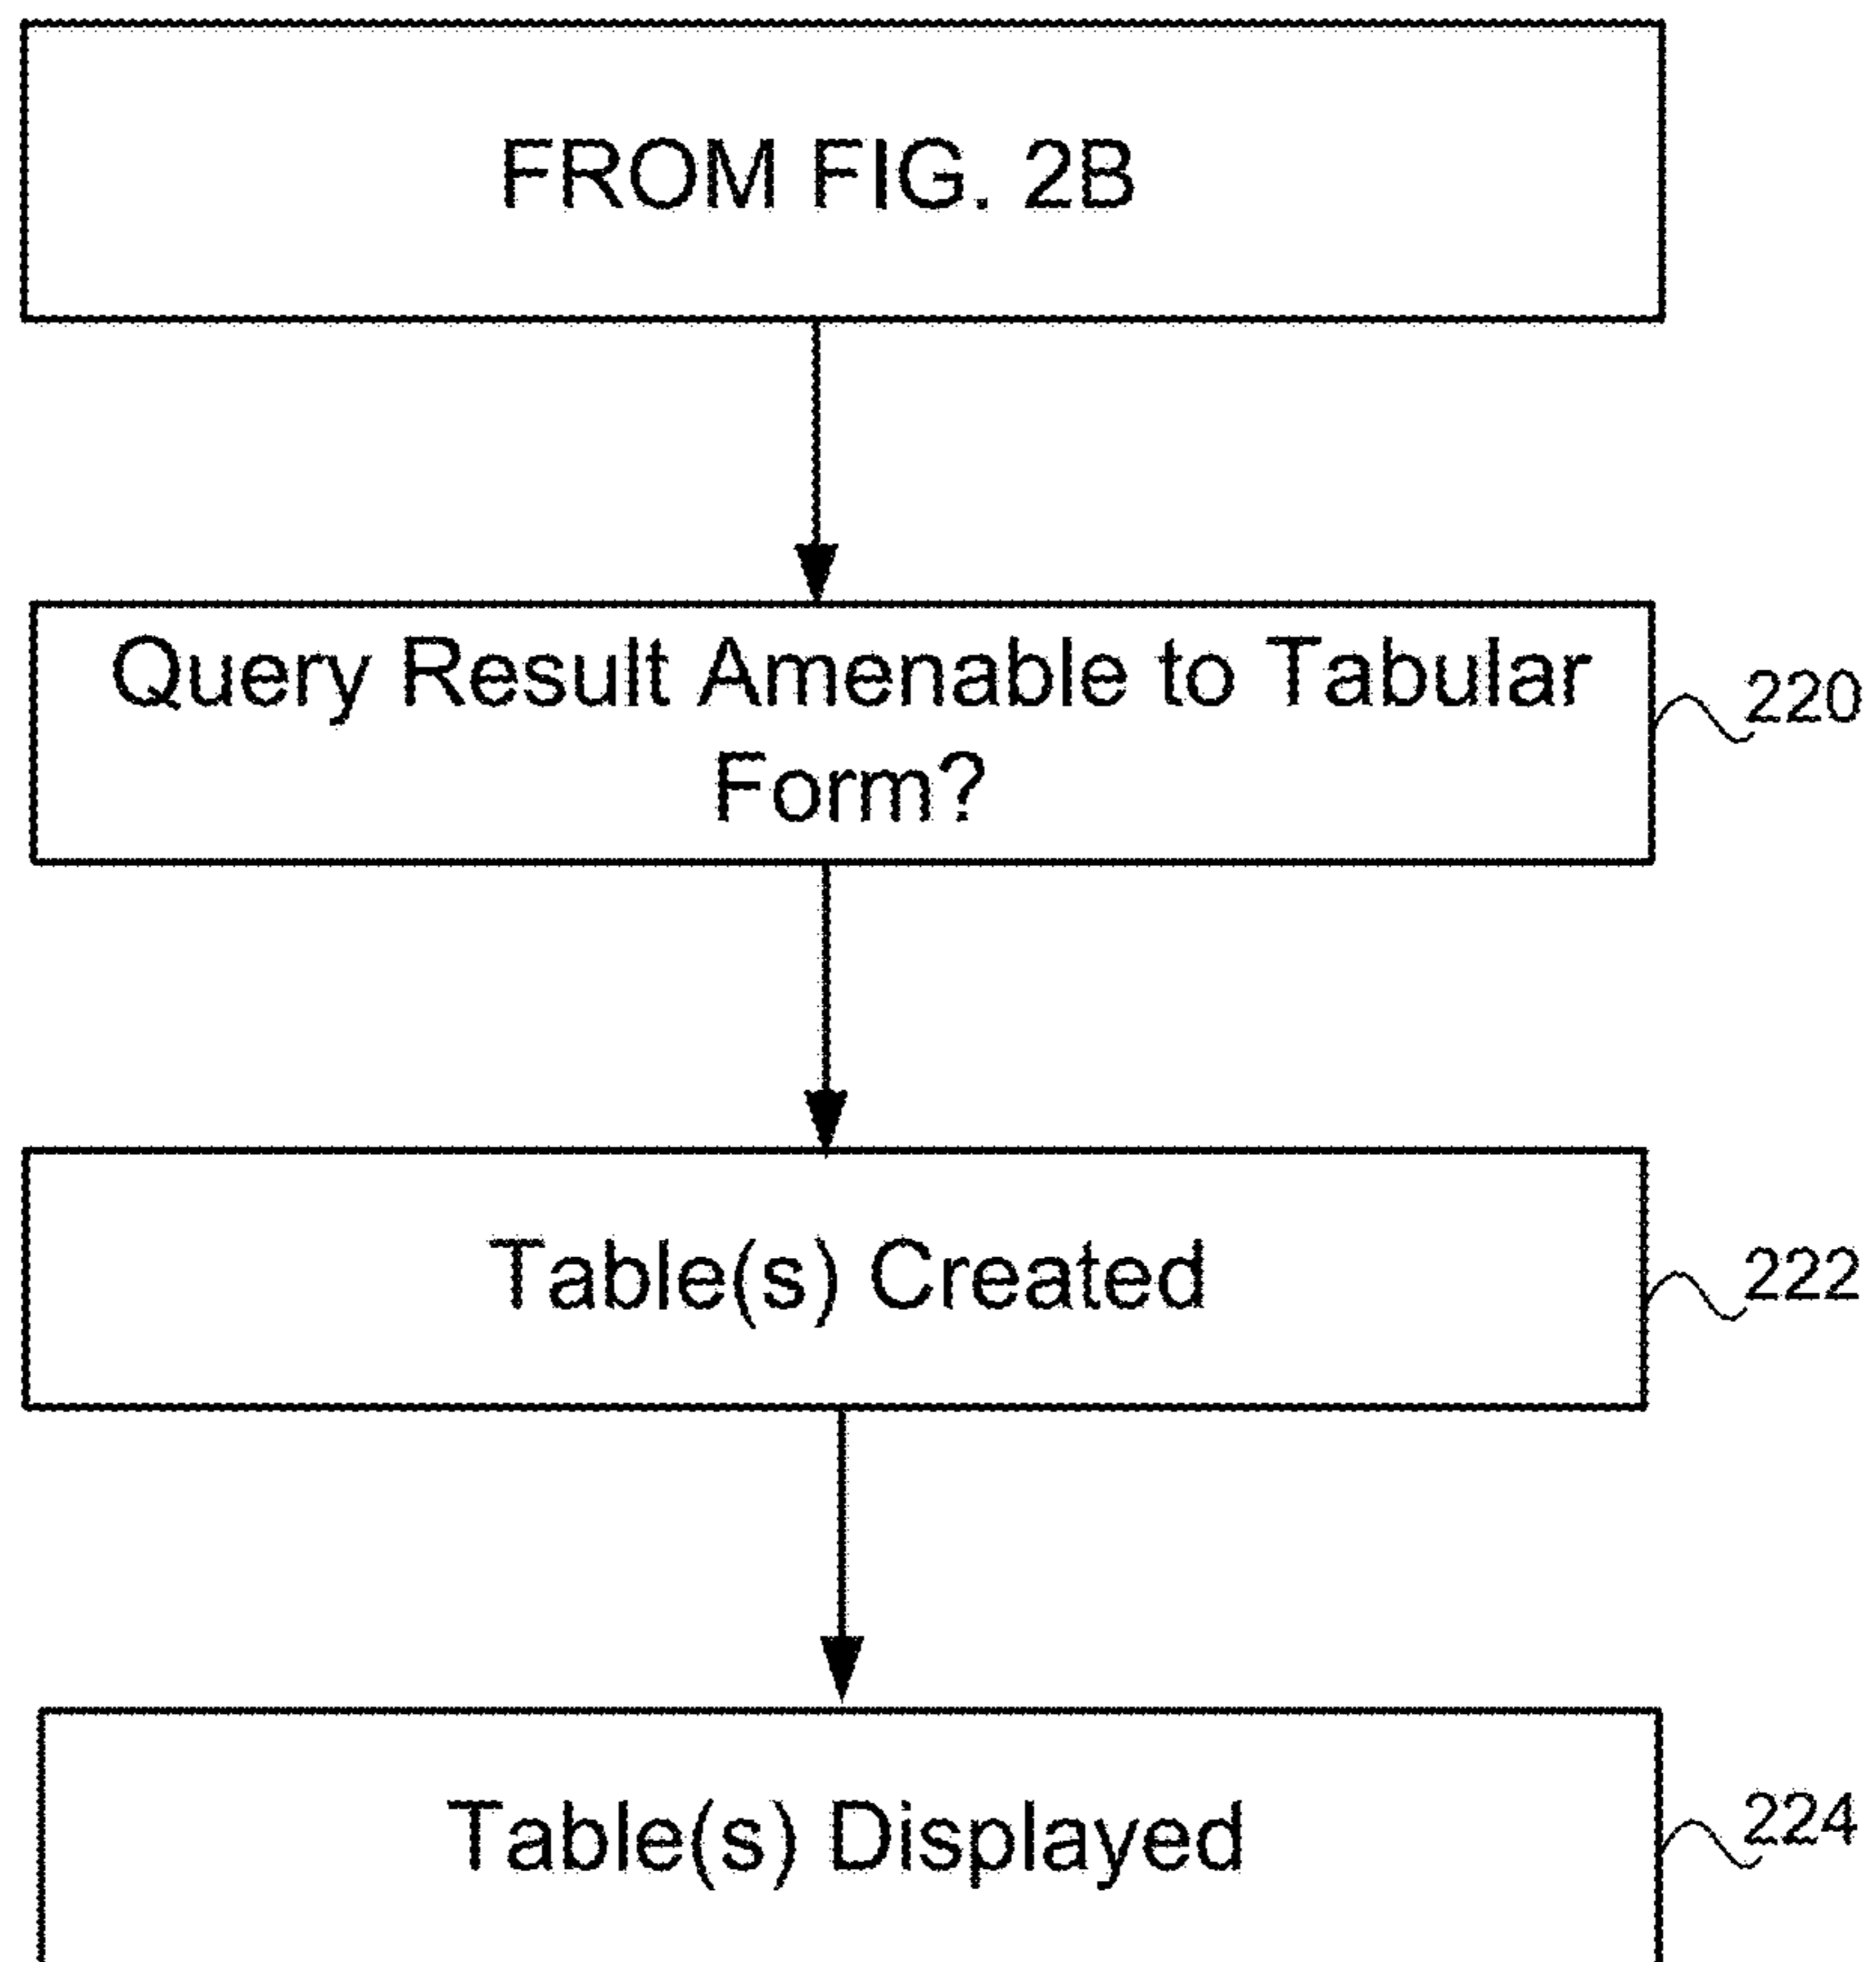 FROM FIG. 2B
Query Result Amenable to Tabular
Form?
220
Table(s) Created
222
Table(s) Displayed
224